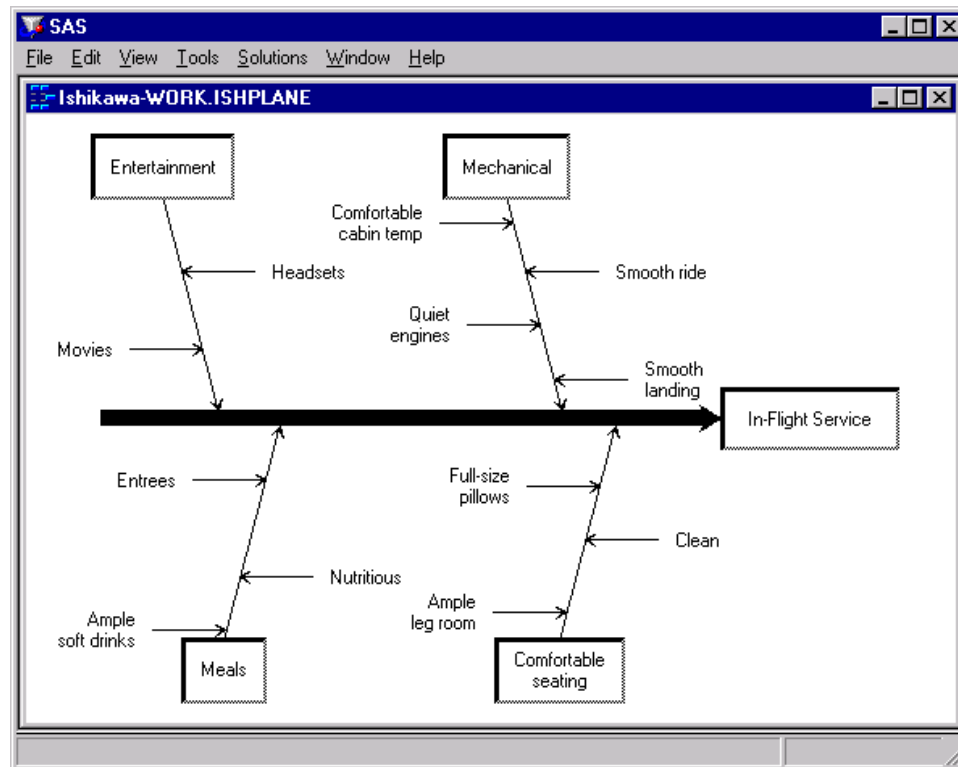 SAS
File Edit View Tools Solutions Window Help
Ishikawa-WORK.ISHPLANE
Entertainment
Mechanical
Comfortable
cabin temp
Headsets
Smooth ride
Quiet
engines
Movies
Smooth
landing
In-Flight Service
Entrees
Full-size
pillows
Clean
Nutritious
Ample
leg room
Ample
soft drinks
Meals
Comfortable
seating